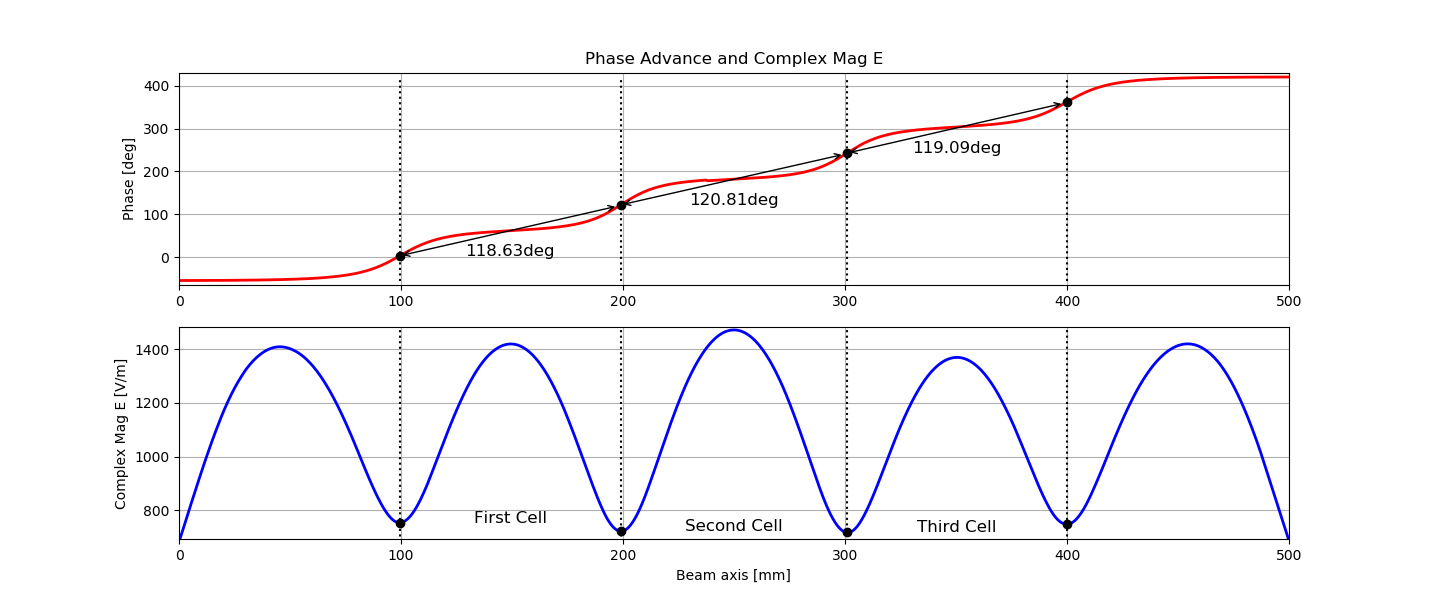 Phase Advance and Complex Mag E
Phase [deg]
400
300
200
100
0
118.63deg
120.81deg
119.09deg
0 100 200 300 400 500
Complex Mag E [V/m]
1400
1200
1000
800
First Cell
Second Cell
Third Cell
0 100 200 300 400 500
Beam axis [mm]